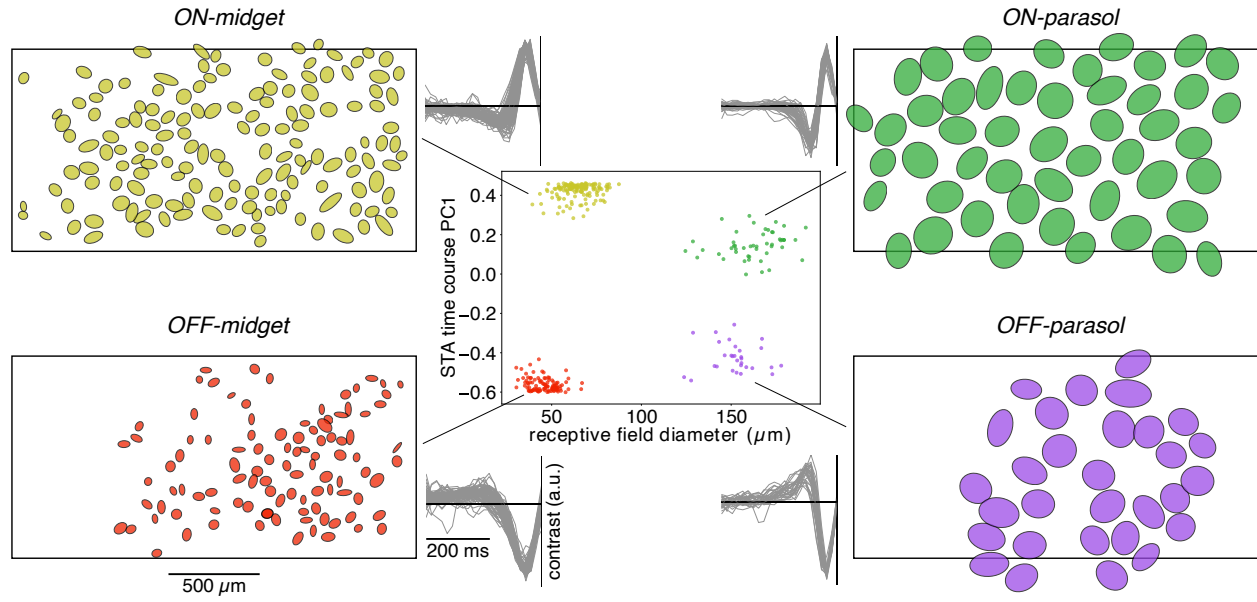 ON-midget
ON-parasol
STA time course PC1
0.4
0.2
0.0
−0.2
−0.4
−0.6
50
100
150
receptive field diameter (μm)
OFF-midget
OFF-parasol
200 ms
contrast (a.u.)
500 μm